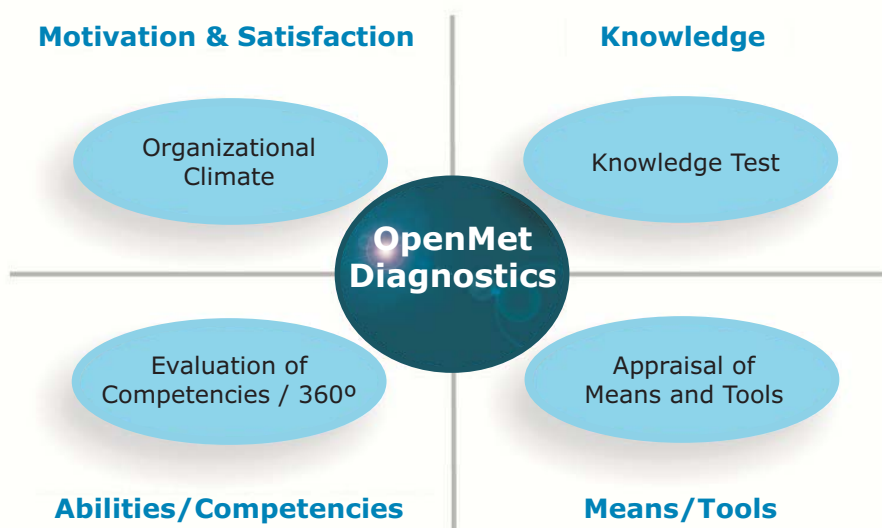 Motivation & Satisfaction
Knowledge
Organizational
Climate
Knowledge Test
OpenMet
Diagnostics
Evaluation of
Competencies / 360º
Appraisal of
Means and Tools
Abilities/Competencies
Means/Tools